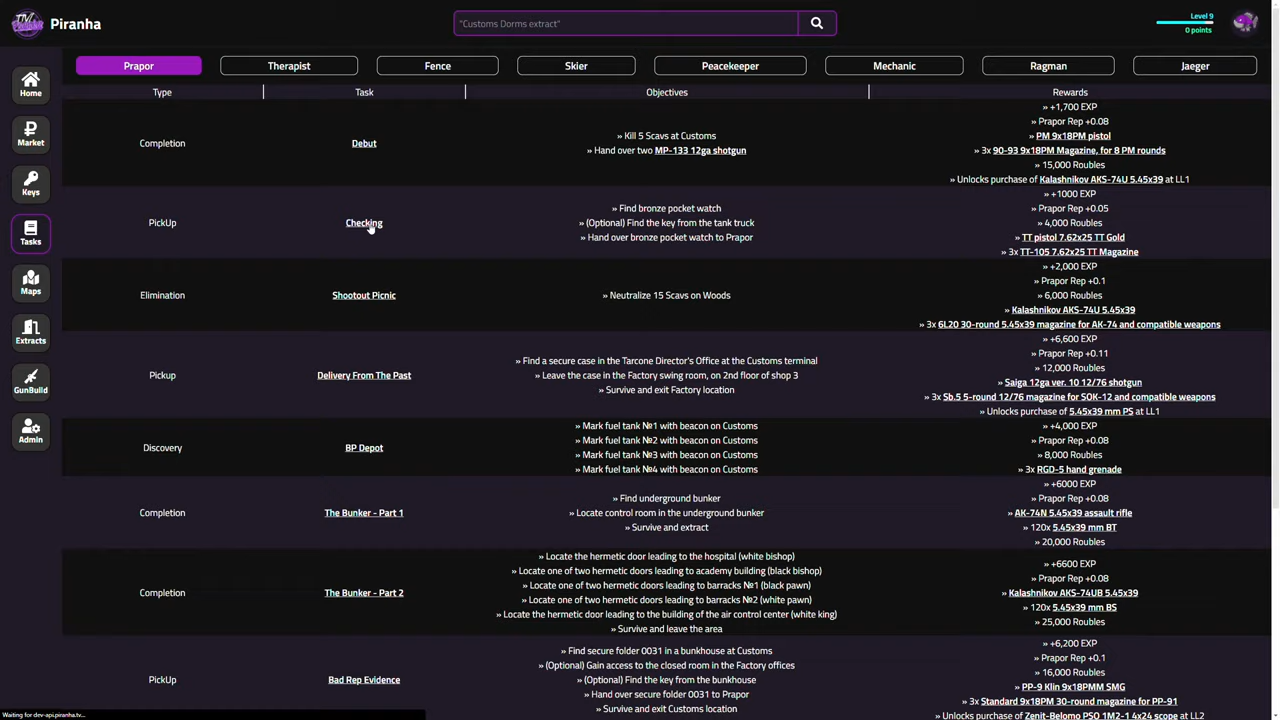 Piranha
"Customs Dorms extract"
Level 9
0 points
Home
Market
Keys
Tasks
Maps
Extracts
GunBuild
Admin
Prapor
Therapist
Fence
Skier
Peacekeeper
Mechanic
Ragman
Jaeger
Type
Task
Objectives
Rewards
Completion
Debut
» Kill 5 Scavs at Customs
» Hand over two MP-133 12ga shotgun
» +1,700 EXP
» Prapor Rep +0.08
» PM 9x18PM pistol
» 3x 90-93 9x18PM Magazine, for 8 PM rounds
» 15,000 Roubles
» Unlocks purchase of Kalashnikov AKS-74U 5.45x39 at LL1
PickUp
Checking
» Find bronze pocket watch
» (Optional) Find the key from the tank truck
» Hand over bronze pocket watch to Prapor
» +1000 EXP
» Prapor Rep +0.05
» 4,000 Roubles
» TT pistol 7.62x25 TT Gold
» 3x TT-105 7.62x25 TT Magazine
Elimination
Shootout Picnic
» Neutralize 15 Scavs on Woods
» +2,000 EXP
» Prapor Rep +0.1
» 6,000 Roubles
» Kalashnikov AKS-74U 5.45x39
» 3x 6L20 30-round 5.45x39 magazine for AK-74 and compatible weapons
Pickup
Delivery From The Past
» Find a secure case in the Tarcone Director's Office at the Customs terminal
» Leave the case in the Factory swing room, on 2nd floor of shop 3
» Survive and exit Factory location
» +6,600 EXP
» Prapor Rep +0.11
» 12,000 Roubles
» Saiga 12ga ver. 10 12/76 shotgun
» 3x Sb.5 5-round 12/76 magazine for SOK-12 and compatible weapons
» Unlocks purchase of 5.45x39 mm PS at LL1
Discovery
BP Depot
» Mark fuel tank №1 with beacon on Customs
» Mark fuel tank №2 with beacon on Customs
» Mark fuel tank №3 with beacon on Customs
» Mark fuel tank №4 with beacon on Customs
» +4,000 EXP
» Prapor Rep +0.08
» 8,000 Roubles
» 3x RGD-5 hand grenade
Completion
The Bunker - Part 1
» Find underground bunker
» Locate control room in the underground bunker
» Survive and extract
» +6000 EXP
» Prapor Rep +0.08
» AK-74N 5.45x39 assault rifle
» 120x 5.45x39 mm BT
» 20,000 Roubles
Completion
The Bunker - Part 2
» Locate the hermetic door leading to the hospital (white bishop)
» Locate one of two hermetic doors leading to academy building (black bishop)
» Locate one of two hermetic doors leading to barracks №1 (black pawn)
» Locate one of two hermetic doors leading to barracks №2 (white pawn)
» Locate the hermetic door leading to the building of the air control center (white king)
» Survive and leave the area
» +6600 EXP
» Prapor Rep +0.08
» Kalashnikov AKS-74UB 5.45x39
» 120x 5.45x39 mm BS
» 25,000 Roubles
PickUp
Bad Rep Evidence
» Find secure folder 0031 in a bunkhouse at Customs
» (Optional) Gain access to the closed room in the Factory offices
» (Optional) Find the key from the bunkhouse
» Hand over secure folder 0031 to Prapor
» Survive and exit Customs location
» +6,200 EXP
» Prapor Rep +0.1
» 16,000 Roubles
» PP-9 Klin 9x18PMM SMG
» 3x Standard 9x18PM 30-round magazine for PP-91
» Unlocks purchase of Zenit-Belomo PSO 1M2-1 4x24 scope at LL2
Waiting for dev-api.piranha.tv...